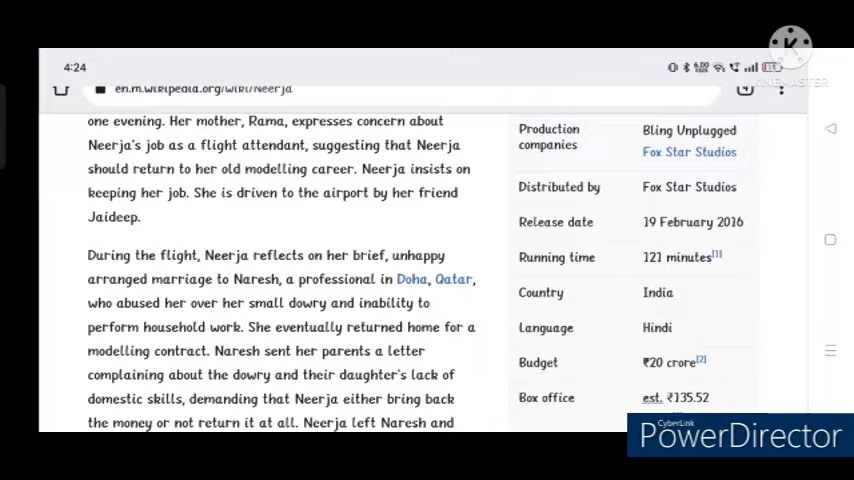 4:24
KINEMASTER
en.m.wikipedia.org/wiki/Neerja
one evening. Her mother, Rama, expresses concern about
Neerja's job as a flight attendant, suggesting that Neerja
should return to her old modelling career. Neerja insists on
keeping her job. She is driven to the airport by her friend
Jaideep.
During the flight, Neerja reflects on her brief, unhappy
arranged marriage to Naresh, a professional in Doha, Qatar,
who abused her over her small dowry and inability to
perform household work. She eventually returned home for a
modelling contract. Naresh sent her parents a letter
complaining about the dowry and their daughter's lack of
domestic skills, demanding that Neerja either bring back
the money or not return it at all. Neerja left Naresh and
Production companies Bling Unplugged
Fox Star Studios
Distributed by Fox Star Studios
Release date 19 February 2016
Running time 121 minutes[1]
Country India
Language Hindi
Budget ₹20 crore[2]
Box office est. ₹135.52
CyberLink
PowerDirector